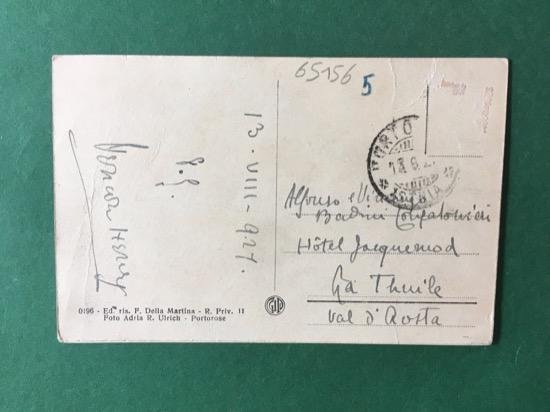 65156
5
13 - VIII - 927.
Alfonso e
Badini Confalonieri
Hôtel Jacquemod
La Thuile
Val d'Aosta
0196 - Ed. ris. F. Della Martina - R. Priv. 11
Foto Adria R. Ulrich - Portorose